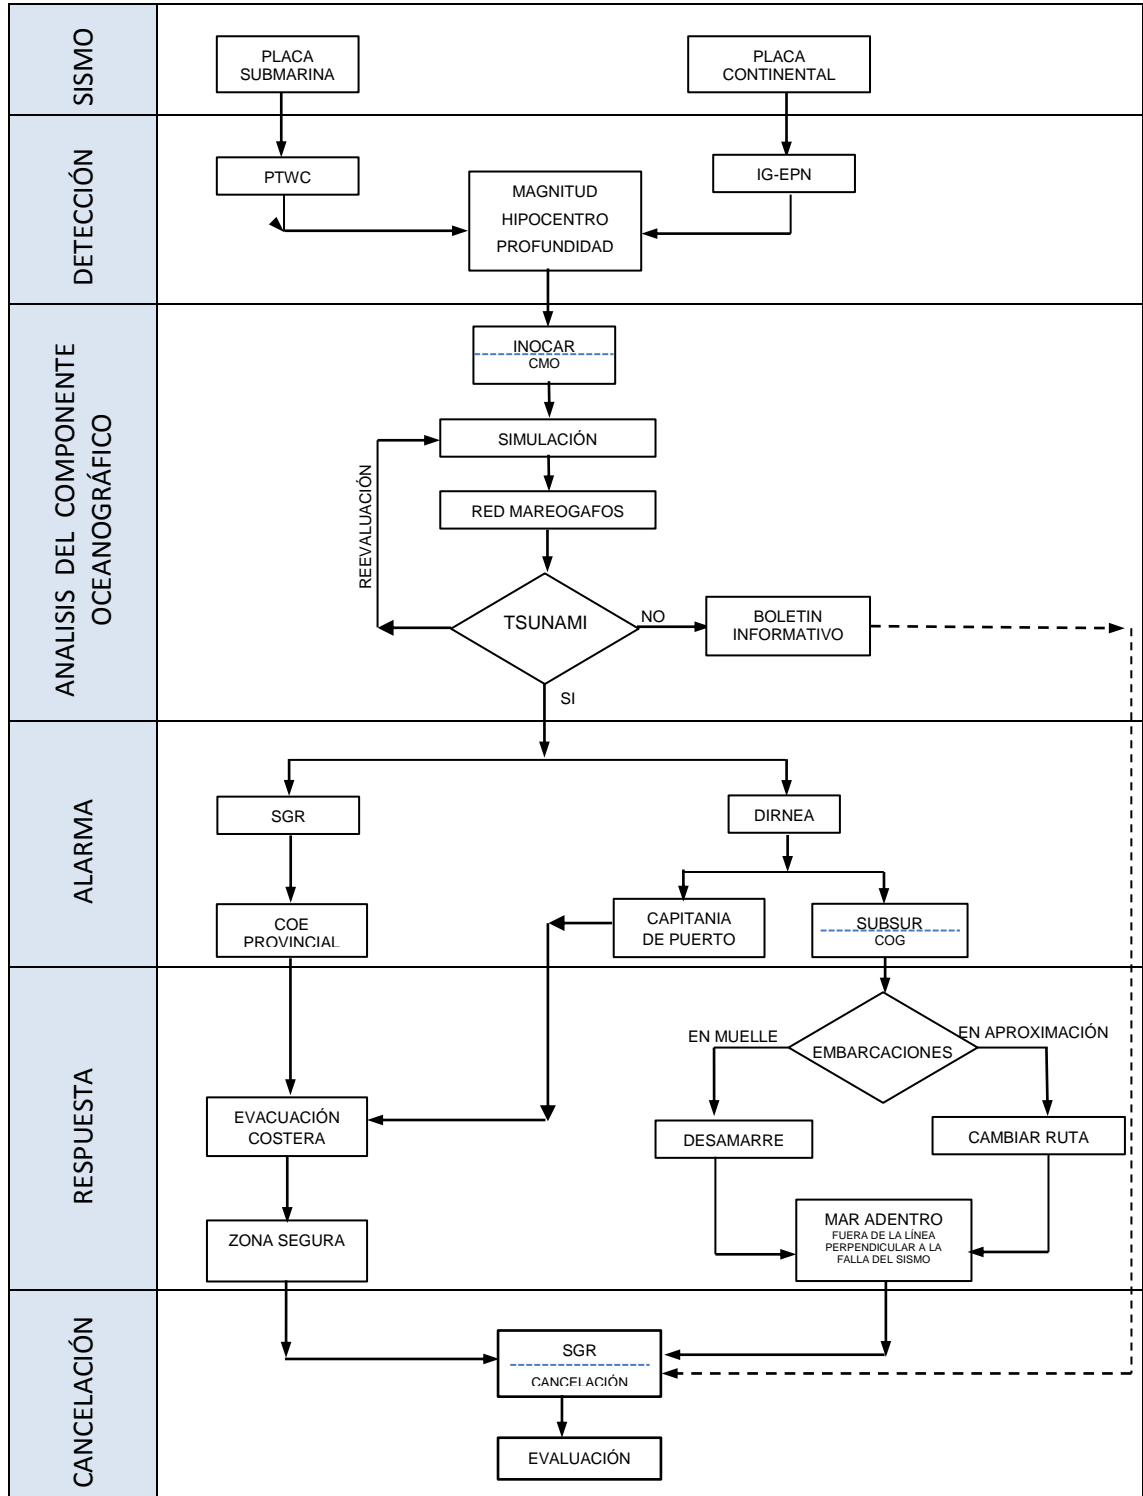 SISMO
PLACA
SUBMARINA
PLACA
CONTINENTAL
DETECCIÓN
PTWC
IG-EPN
MAGNITUD
HIPOCENTRO
PROFUNDIDAD
ANALISIS DEL COMPONENTE
OCEANOGRÁFICO
INOCAR
CMO
SIMULACIÓN
REEVALUACIÓN
RED MAREOGAFOS
TSUNAMI
NO
BOLETIN
INFORMATIVO
SI
ALARMA
SGR
DIRNEA
COE
PROVINCIAL
CAPITANIA
DE PUERTO
SUBSUR
COG
RESPUESTA
EN MUELLE
EN APROXIMACIÓN
EMBARCACIONES
EVACUACIÓN
COSTERA
DESAMARRE
CAMBIAR RUTA
ZONA SEGURA
MAR ADENTRO
FUERA DE LA LÍNEA
PERPENDICULAR A LA
FALLA DEL SISMO
CANCELACIÓN
SGR
CANCELACIÓN
EVALUACIÓN